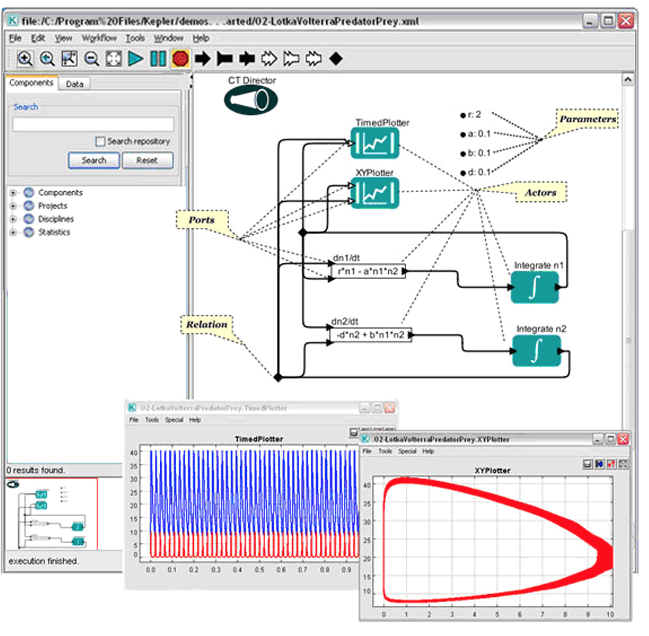 file:/C:/Program%20Files/Kepler/demos. . .arted/02-LotkaVolterraPredatorPrey.xml
File Edit View Workflow Tools Window Help
Components Data
Search
Search repository
Search Reset
Components
Projects
Disciplines
Statistics
0 results found.
execution finished.
CT Director
TimedPlotter
XYPlotter
r: 2
a: 0.1
b: 0.1
d: 0.1
Parameters
Actors
Ports
Relation
dn1/dt
r*n1 - a*n1*n2
Integrate n1
∫
dn2/dt
-d*n2 + b*n1*n2
Integrate n2
∫
02-LotkaVolterraPredatorPrey.TimedPlotter
File Tools Special Help
TimedPlotter
40
35
30
25
20
15
10
5
0
0.0 0.1 0.2 0.3 0.4 0.5 0.6 0.7 0.8 0.9
02-LotkaVolterraPredatorPrey.XYPlotter
File Tools Special Help
XYPlotter
40
35
30
25
20
15
10
0 1 2 3 4 5 6 7 8 9 10